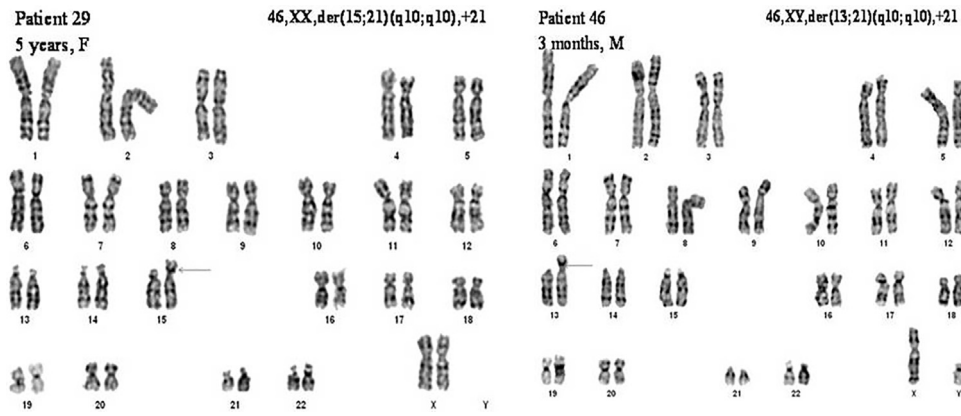 Patient 29 46,XX,der(15;21)(q10;q10),+21
5 years, F
1 2 3 4 5
6 7 8 9 10 11 12
13 14 15 16 17 18
19 20 21 22 X Y
Patient 46 46,XY,der(13;21)(q10;q10),+21
3 months, M
1 2 3 4 5
6 7 8 9 10 11 12
13 14 15 16 17 18
19 20 21 22 X Y